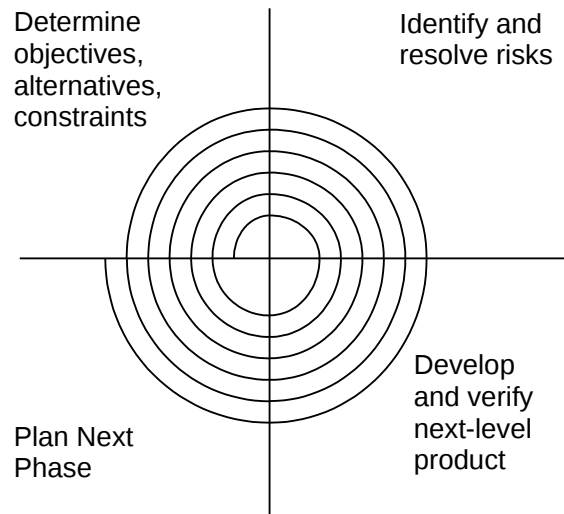 Determine
objectives,
alternatives,
constraints
Identify and
resolve risks
Plan Next
Phase
Develop
and verify
next-level
product